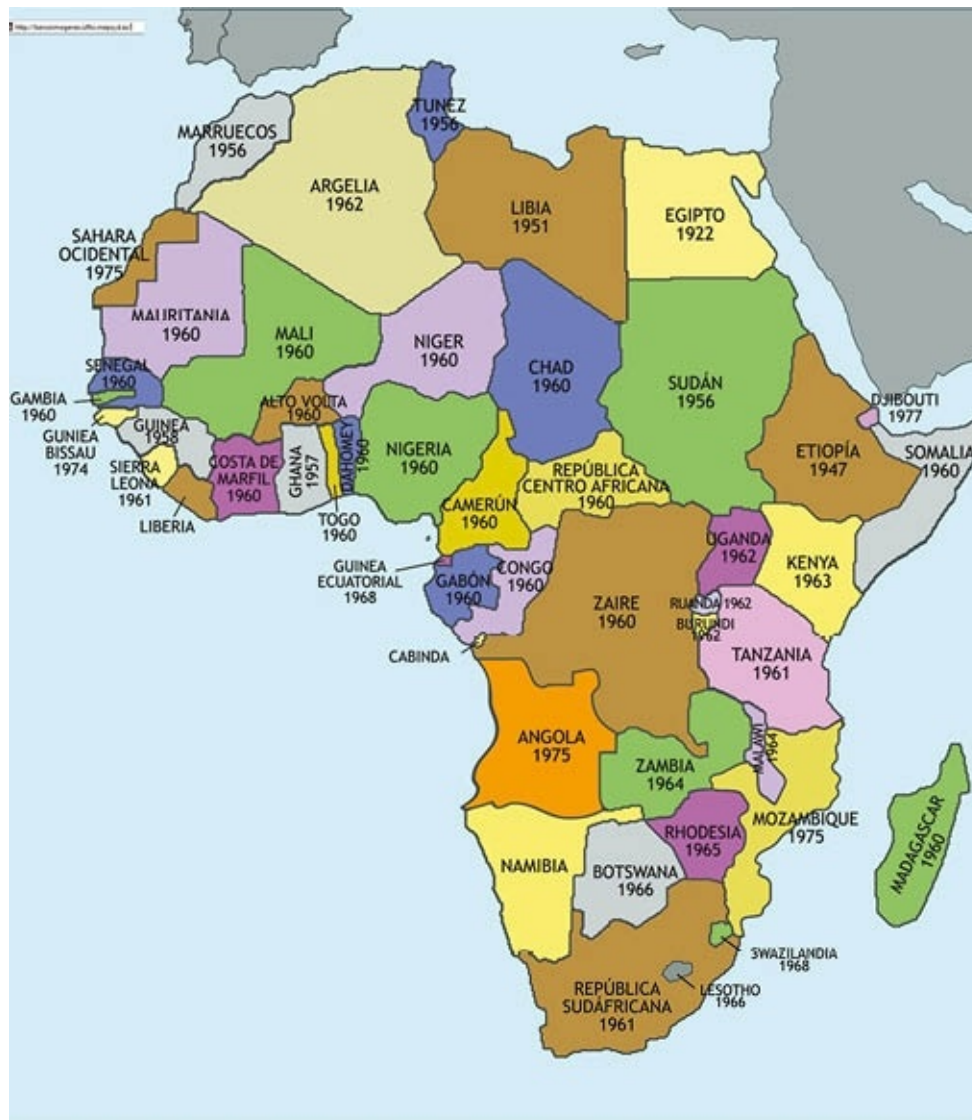 TUNEZ
1956
MARRUECOS
1956
ARGELIA
1962
LIBIA
1951
EGIPTO
1922
SAHARA
OCIDENTAL
1975
MAURITANIA
1960
MALI
1960
NIGER
1960
CHAD
1960
SUDÁN
1956
SENEGAL
1960
GAMBIA
1960
DJIBOUTI
1977
ALTO VOLTA
1960
GUNIEA
BISSAU
1974
GUINEA
1958
SIERRA
LEONA
1961
LIBERIA
COSTA DE
MARFIL
1960
GHANA
1957
TOGO
1960
DAHOMEY
1960
NIGERIA
1960
CAMERÚN
1960
REPÚBLICA
CENTRO AFRICANA
1960
ETIOPÍA
1947
SOMALIA
1960
GUINEA
ECUATORIAL
1968
GABÓN
1960
CONGO
1960
UGANDA
1962
KENYA
1963
ZAIRE
1960
RUANDA 1962
BURUNDI
1962
CABINDA
TANZANIA
1961
ANGOLA
1975
ZAMBIA
1964
MALAWI
1964
MOZAMBIQUE
1975
RHODESIA
1965
MADAGASCAR
1960
NAMIBIA
BOTSWANA
1966
SWAZILANDIA
1968
LESOTHO
1966
REPÚBLICA
SUDÁFRICANA
1961